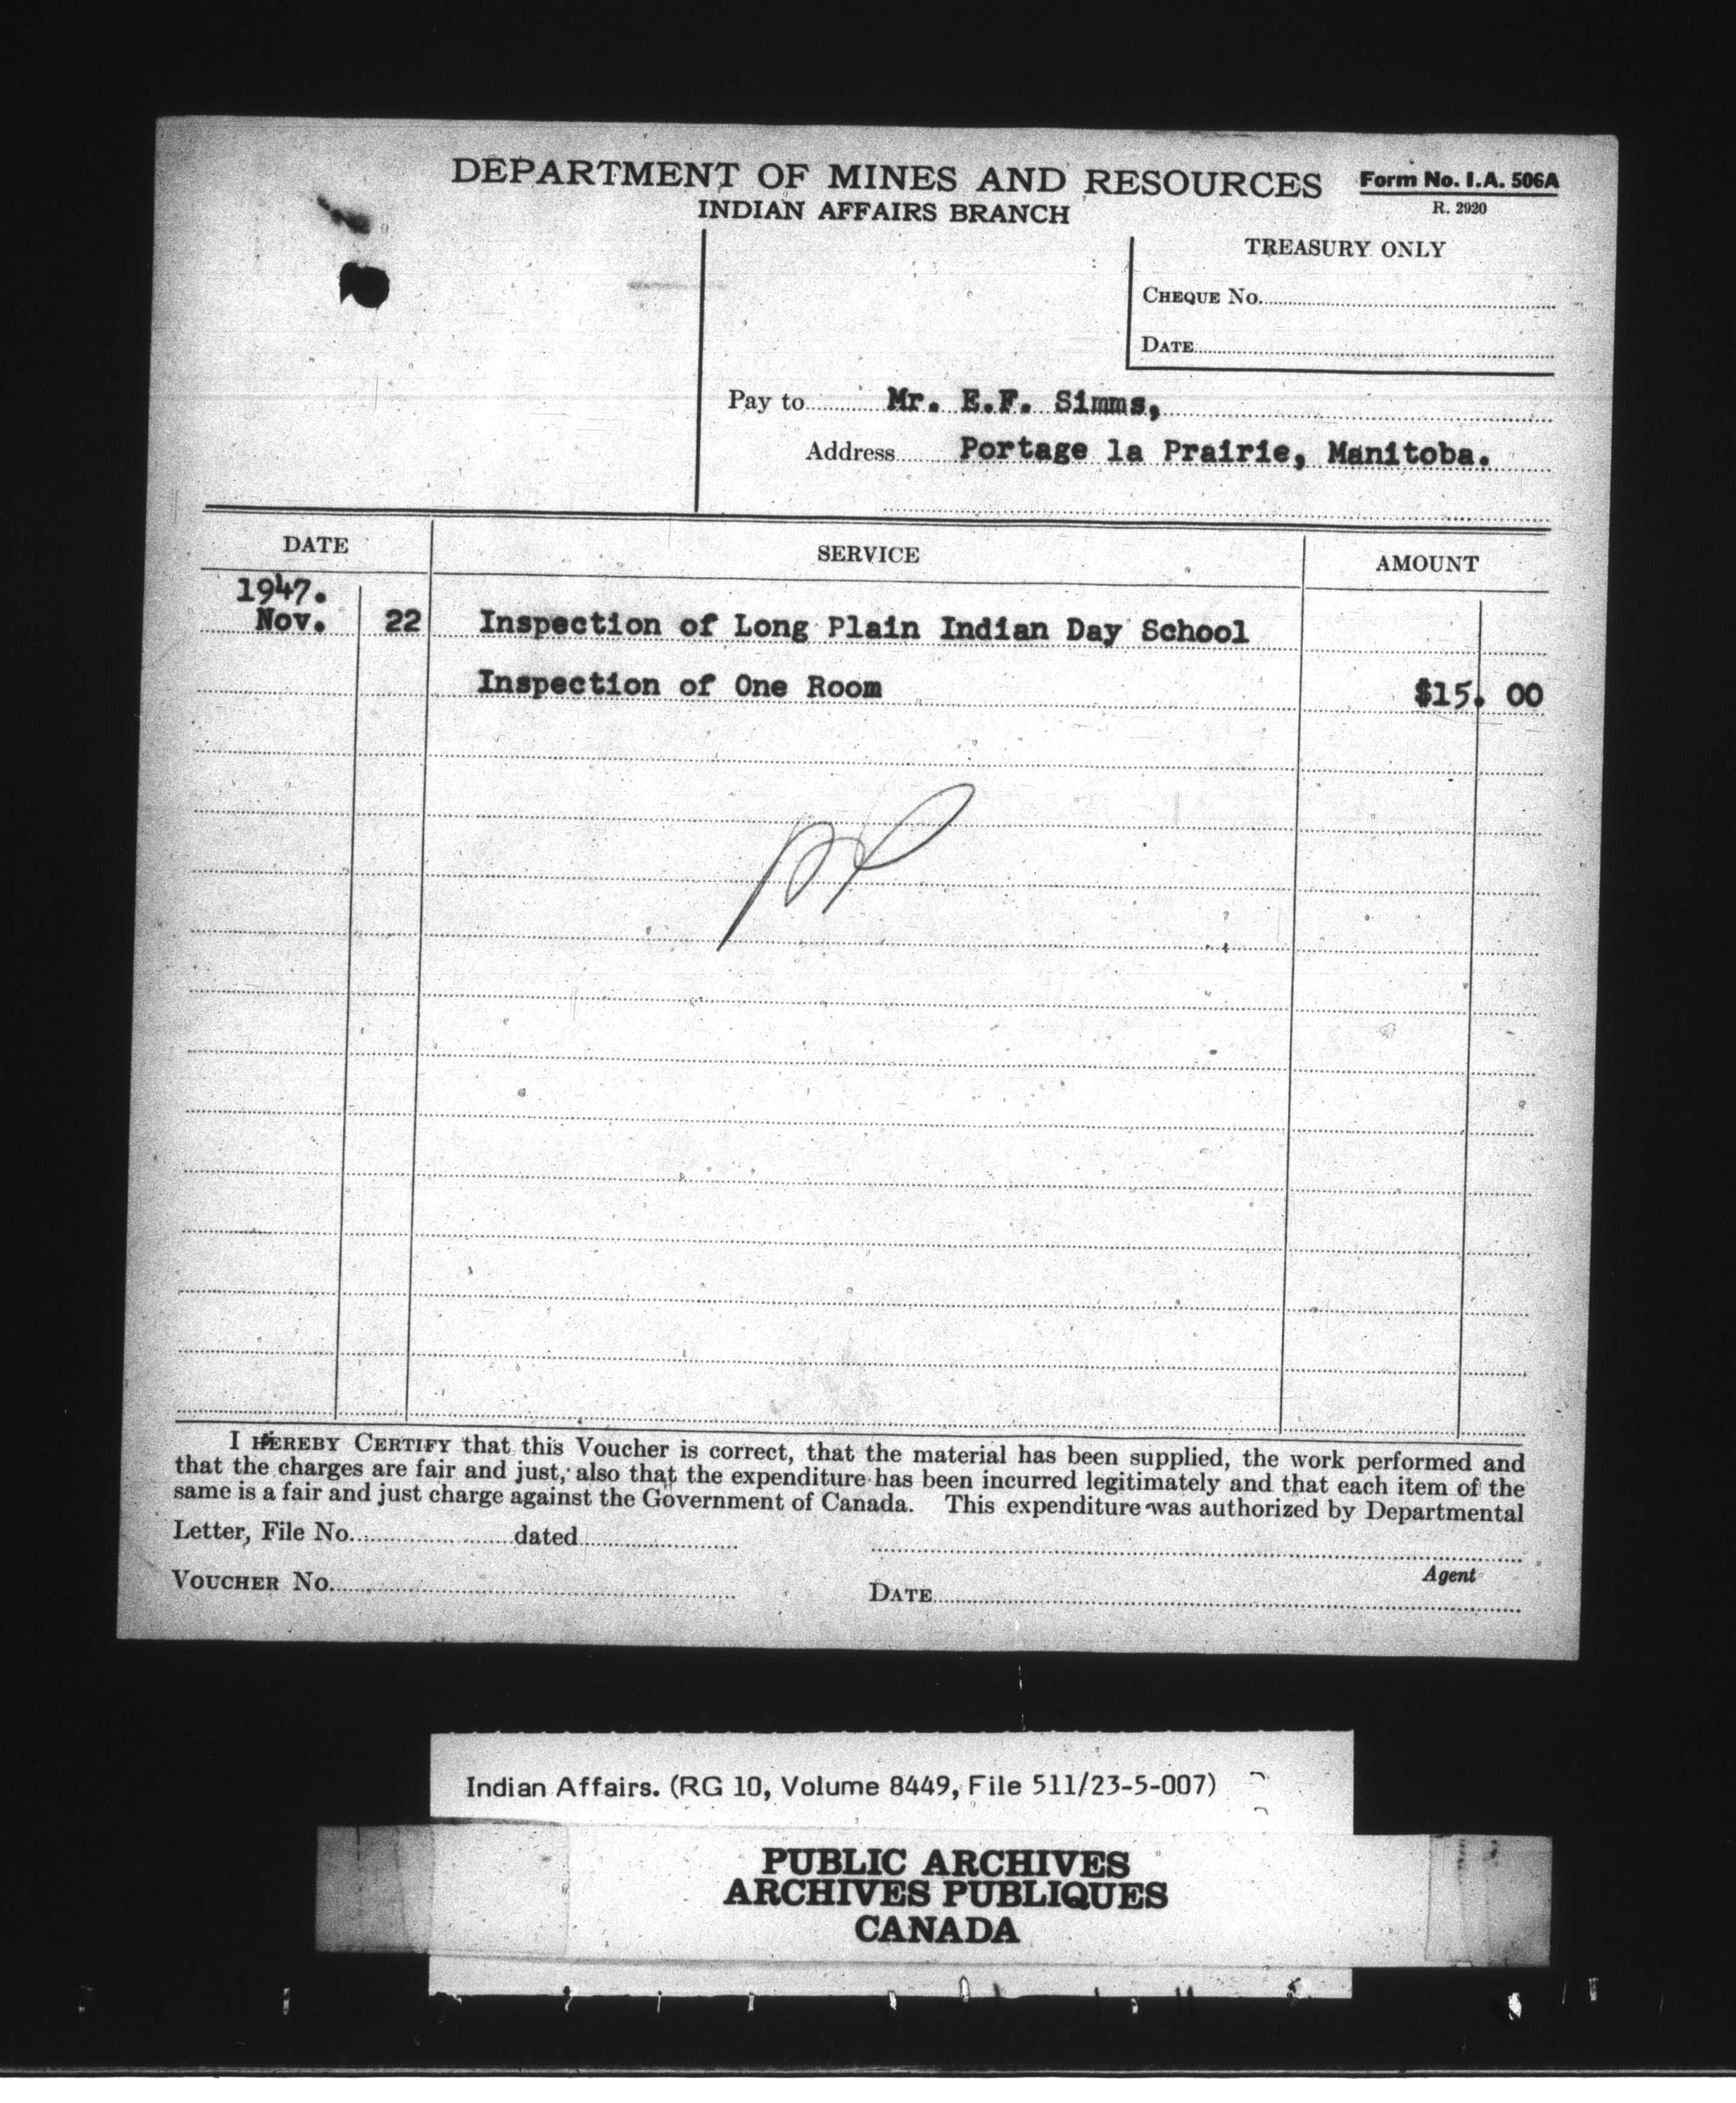 DEPARTMENT OF MINES AND RESOURCES
Form No. I.A. 506A
INDIAN AFFAIRS BRANCH
R. 2920
TREASURY ONLY
CHEQUE No.
DATE
Pay to Mr. E.F. Simms,
Address Portage la Prairie, Manitoba.
DATE SERVICE AMOUNT
1947.
Nov. 22 Inspection of Long Plain Indian Day School
Inspection of One Room $15. 00
I HEREBY CERTIFY that this Voucher is correct, that the material has been supplied, the work performed and
that the charges are fair and just, also that the expenditure has been incurred legitimately and that each item of the
same is a fair and just charge against the Government of Canada. This expenditure was authorized by Departmental
Letter, File No. dated
Agent
VOUCHER No. DATE
Indian Affairs. (RG 10, Volume 8449, File 511/23-5-007)
PUBLIC ARCHIVES
ARCHIVES PUBLIQUES
CANADA